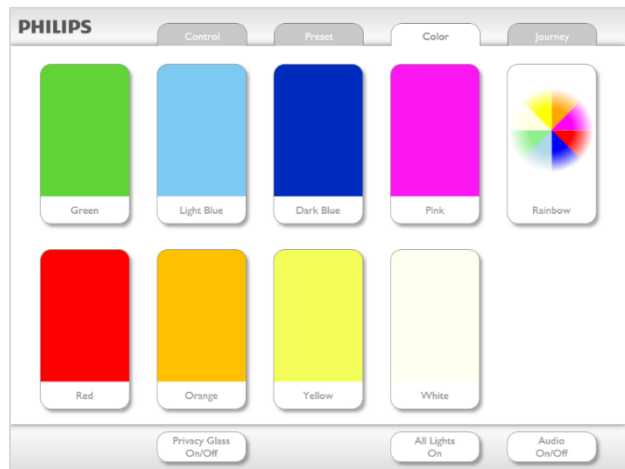 PHILIPS
Control
Preset
Color
Journey
Green
Light Blue
Dark Blue
Pink
Rainbow
Red
Orange
Yellow
White
Privacy Glass
On/Off
All Lights
On
Audio
On/Off